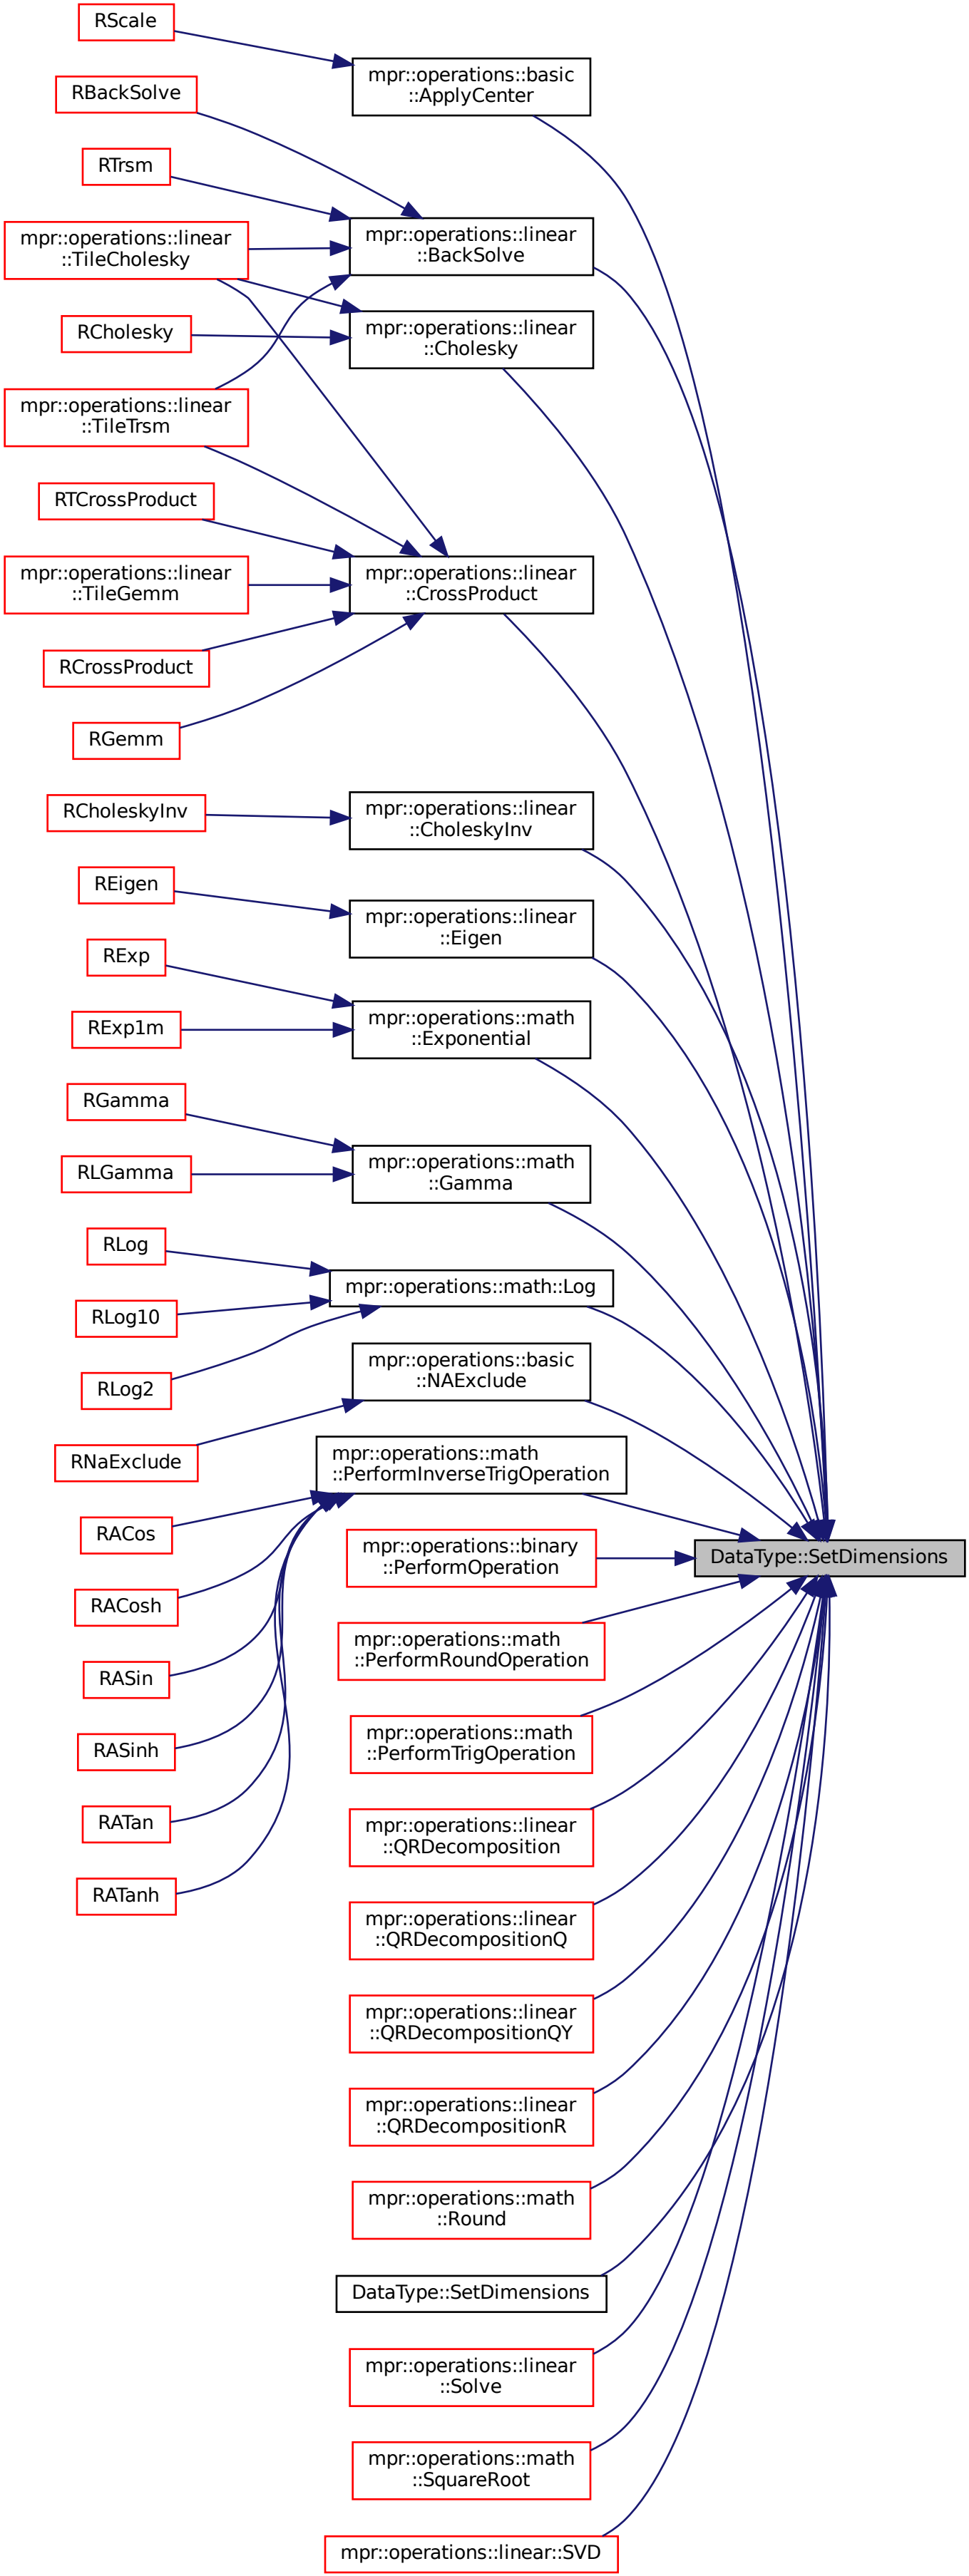 RScale
mpr::operations::basic
::ApplyCenter
RBackSolve
RTrsm
mpr::operations::linear
::BackSolve
mpr::operations::linear
::TileCholesky
mpr::operations::linear
::Cholesky
RCholesky
mpr::operations::linear
::TileTrsm
RTCrossProduct
mpr::operations::linear
::CrossProduct
mpr::operations::linear
::TileGemm
RCrossProduct
RGemm
RCholeskyInv
mpr::operations::linear
::CholeskyInv
REigen
mpr::operations::linear
::Eigen
RExp
mpr::operations::math
::Exponential
RExp1m
RGamma
mpr::operations::math
::Gamma
RLGamma
RLog
mpr::operations::math::Log
RLog10
RLog2
mpr::operations::basic
::NAExclude
RNaExclude
mpr::operations::math
::PerformInverseTrigOperation
RACos
mpr::operations::binary
::PerformOperation
DataType::SetDimensions
RACosh
mpr::operations::math
::PerformRoundOperation
RASin
RASinh
mpr::operations::math
::PerformTrigOperation
RATan
mpr::operations::linear
::QRDecomposition
RATanh
mpr::operations::linear
::QRDecompositionQ
mpr::operations::linear
::QRDecompositionQY
mpr::operations::linear
::QRDecompositionR
mpr::operations::math
::Round
DataType::SetDimensions
mpr::operations::linear
::Solve
mpr::operations::math
::SquareRoot
mpr::operations::linear::SVD